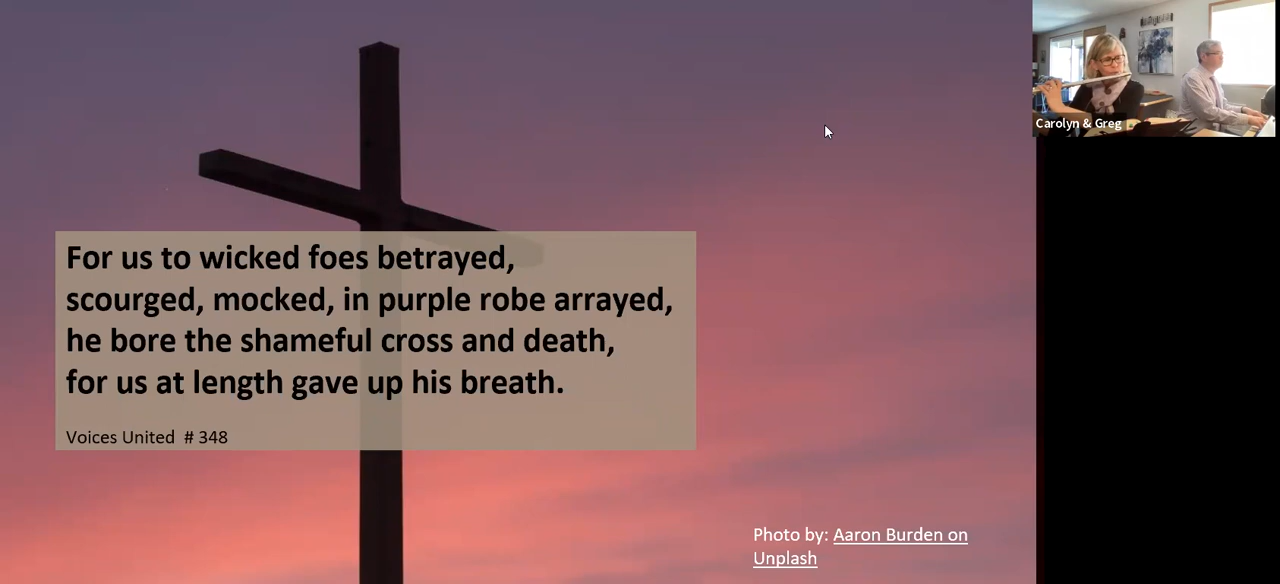 For us to wicked foes betrayed,
scourged, mocked, in purple robe arrayed,
he bore the shameful cross and death,
for us at length gave up his breath.
Voices United # 348
Photo by: Aaron Burden on
Unplash
Carolyn & Greg